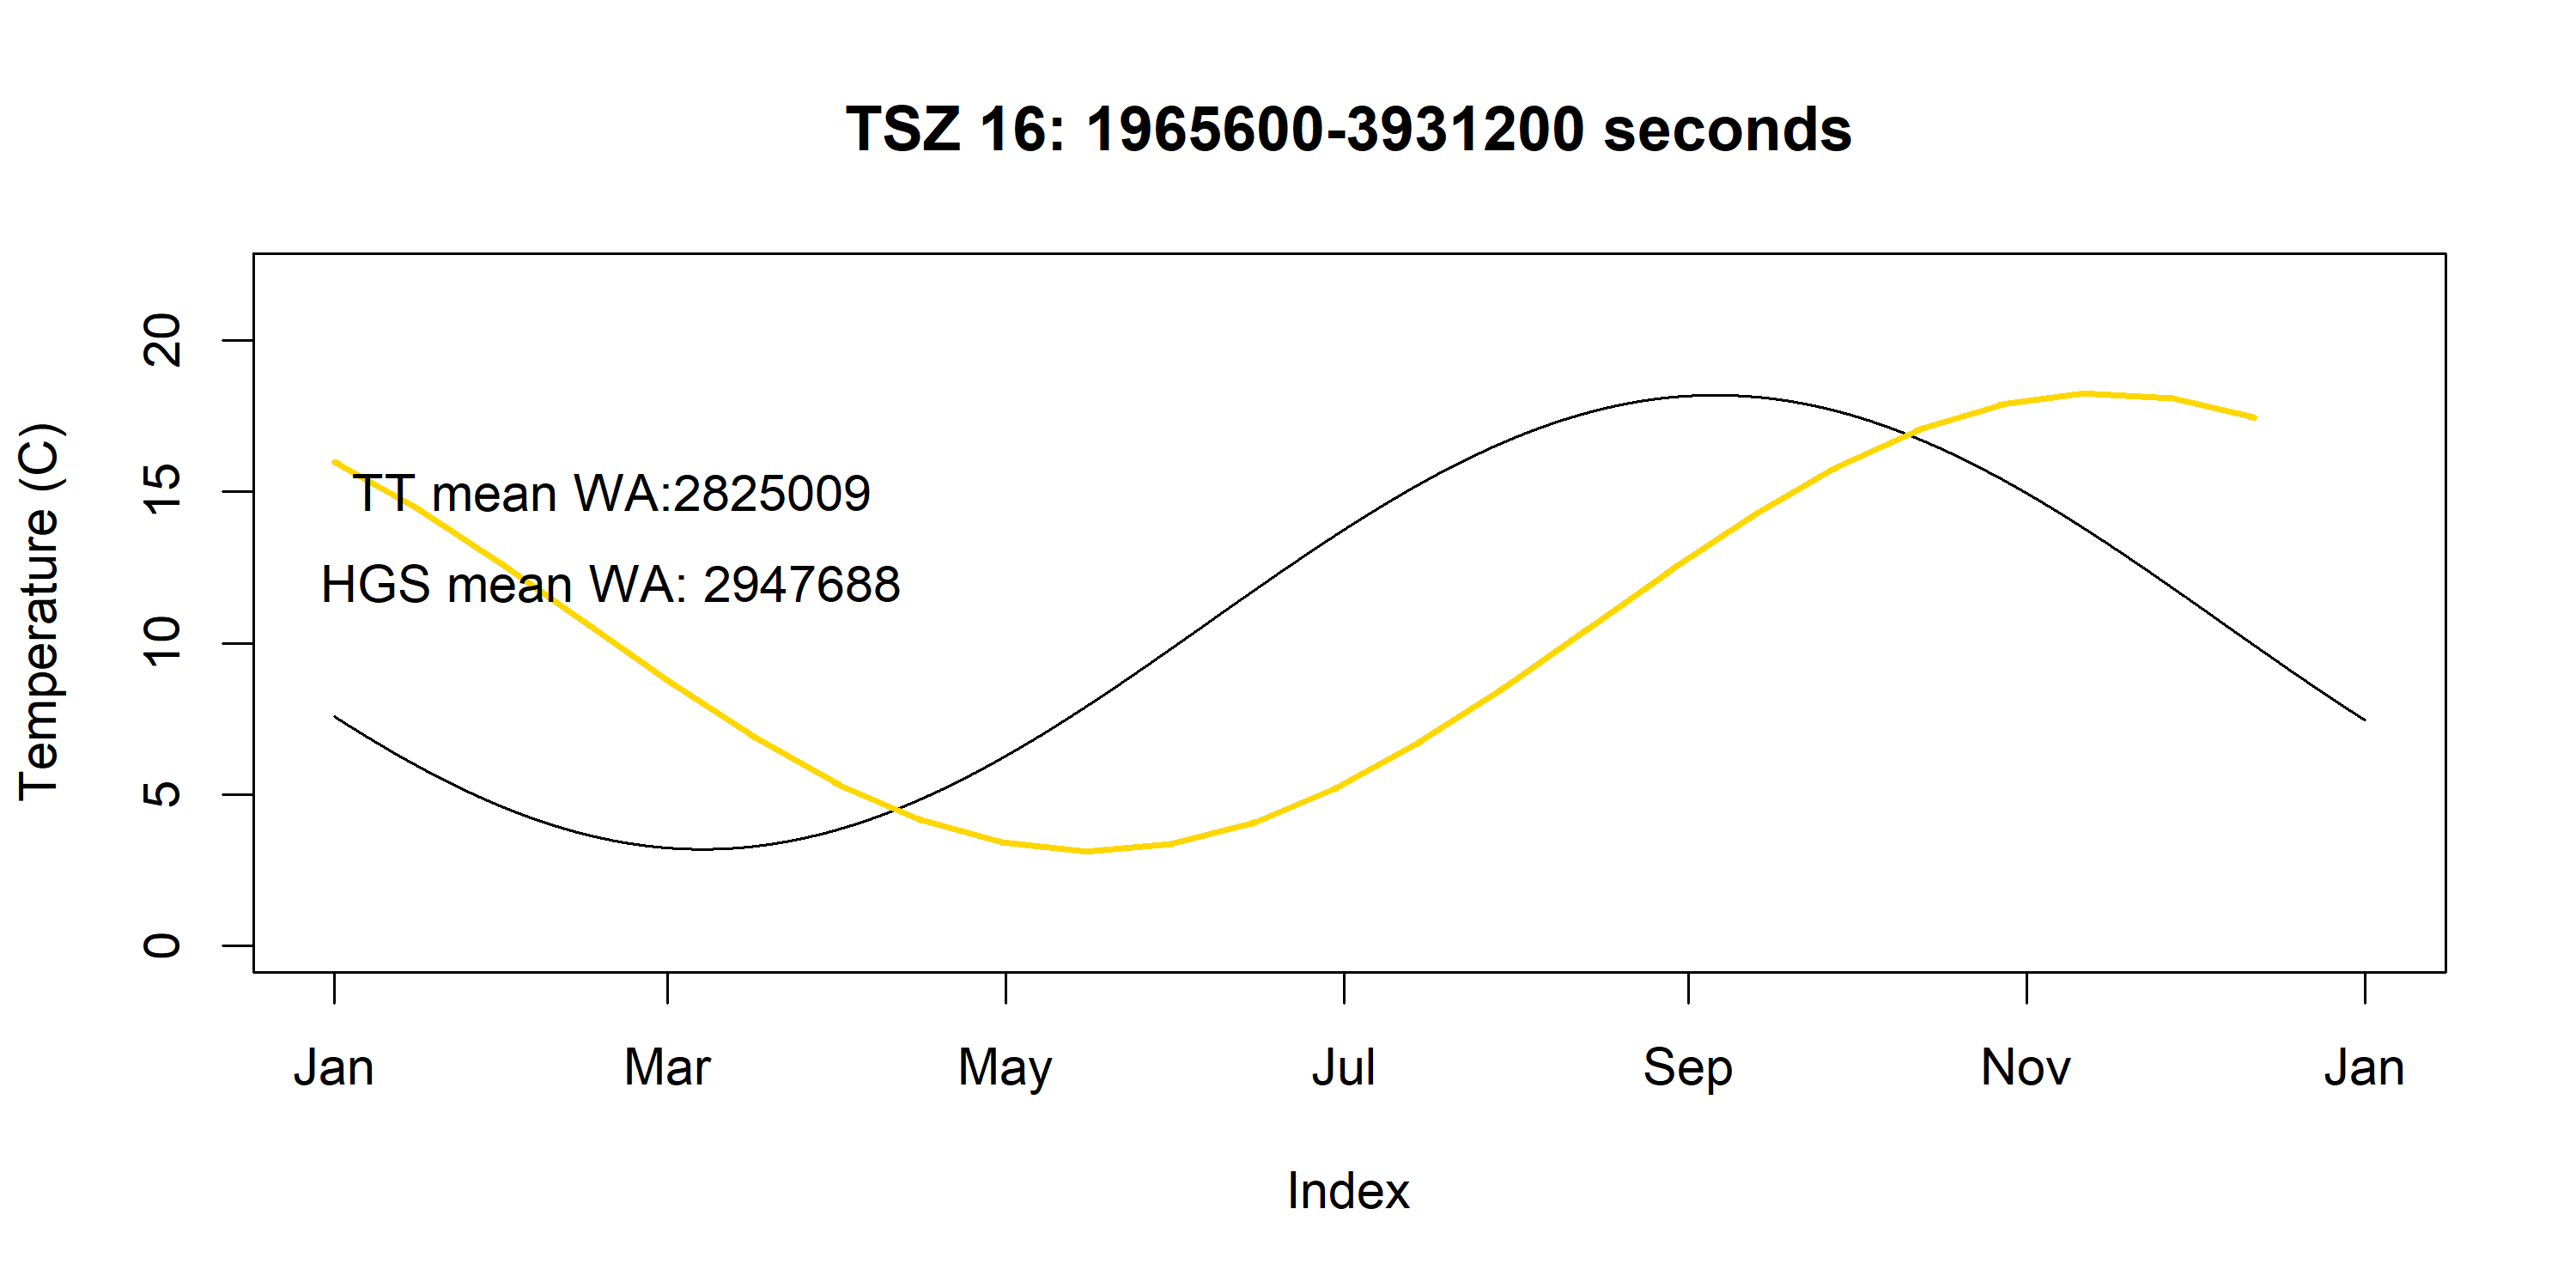 TSZ 16: 1965600-3931200 seconds
Temperature (C)
20
15
10
5
0
TT mean WA:2825009
HGS mean WA: 2947688
Jan Mar May Jul Sep Nov Jan
Index